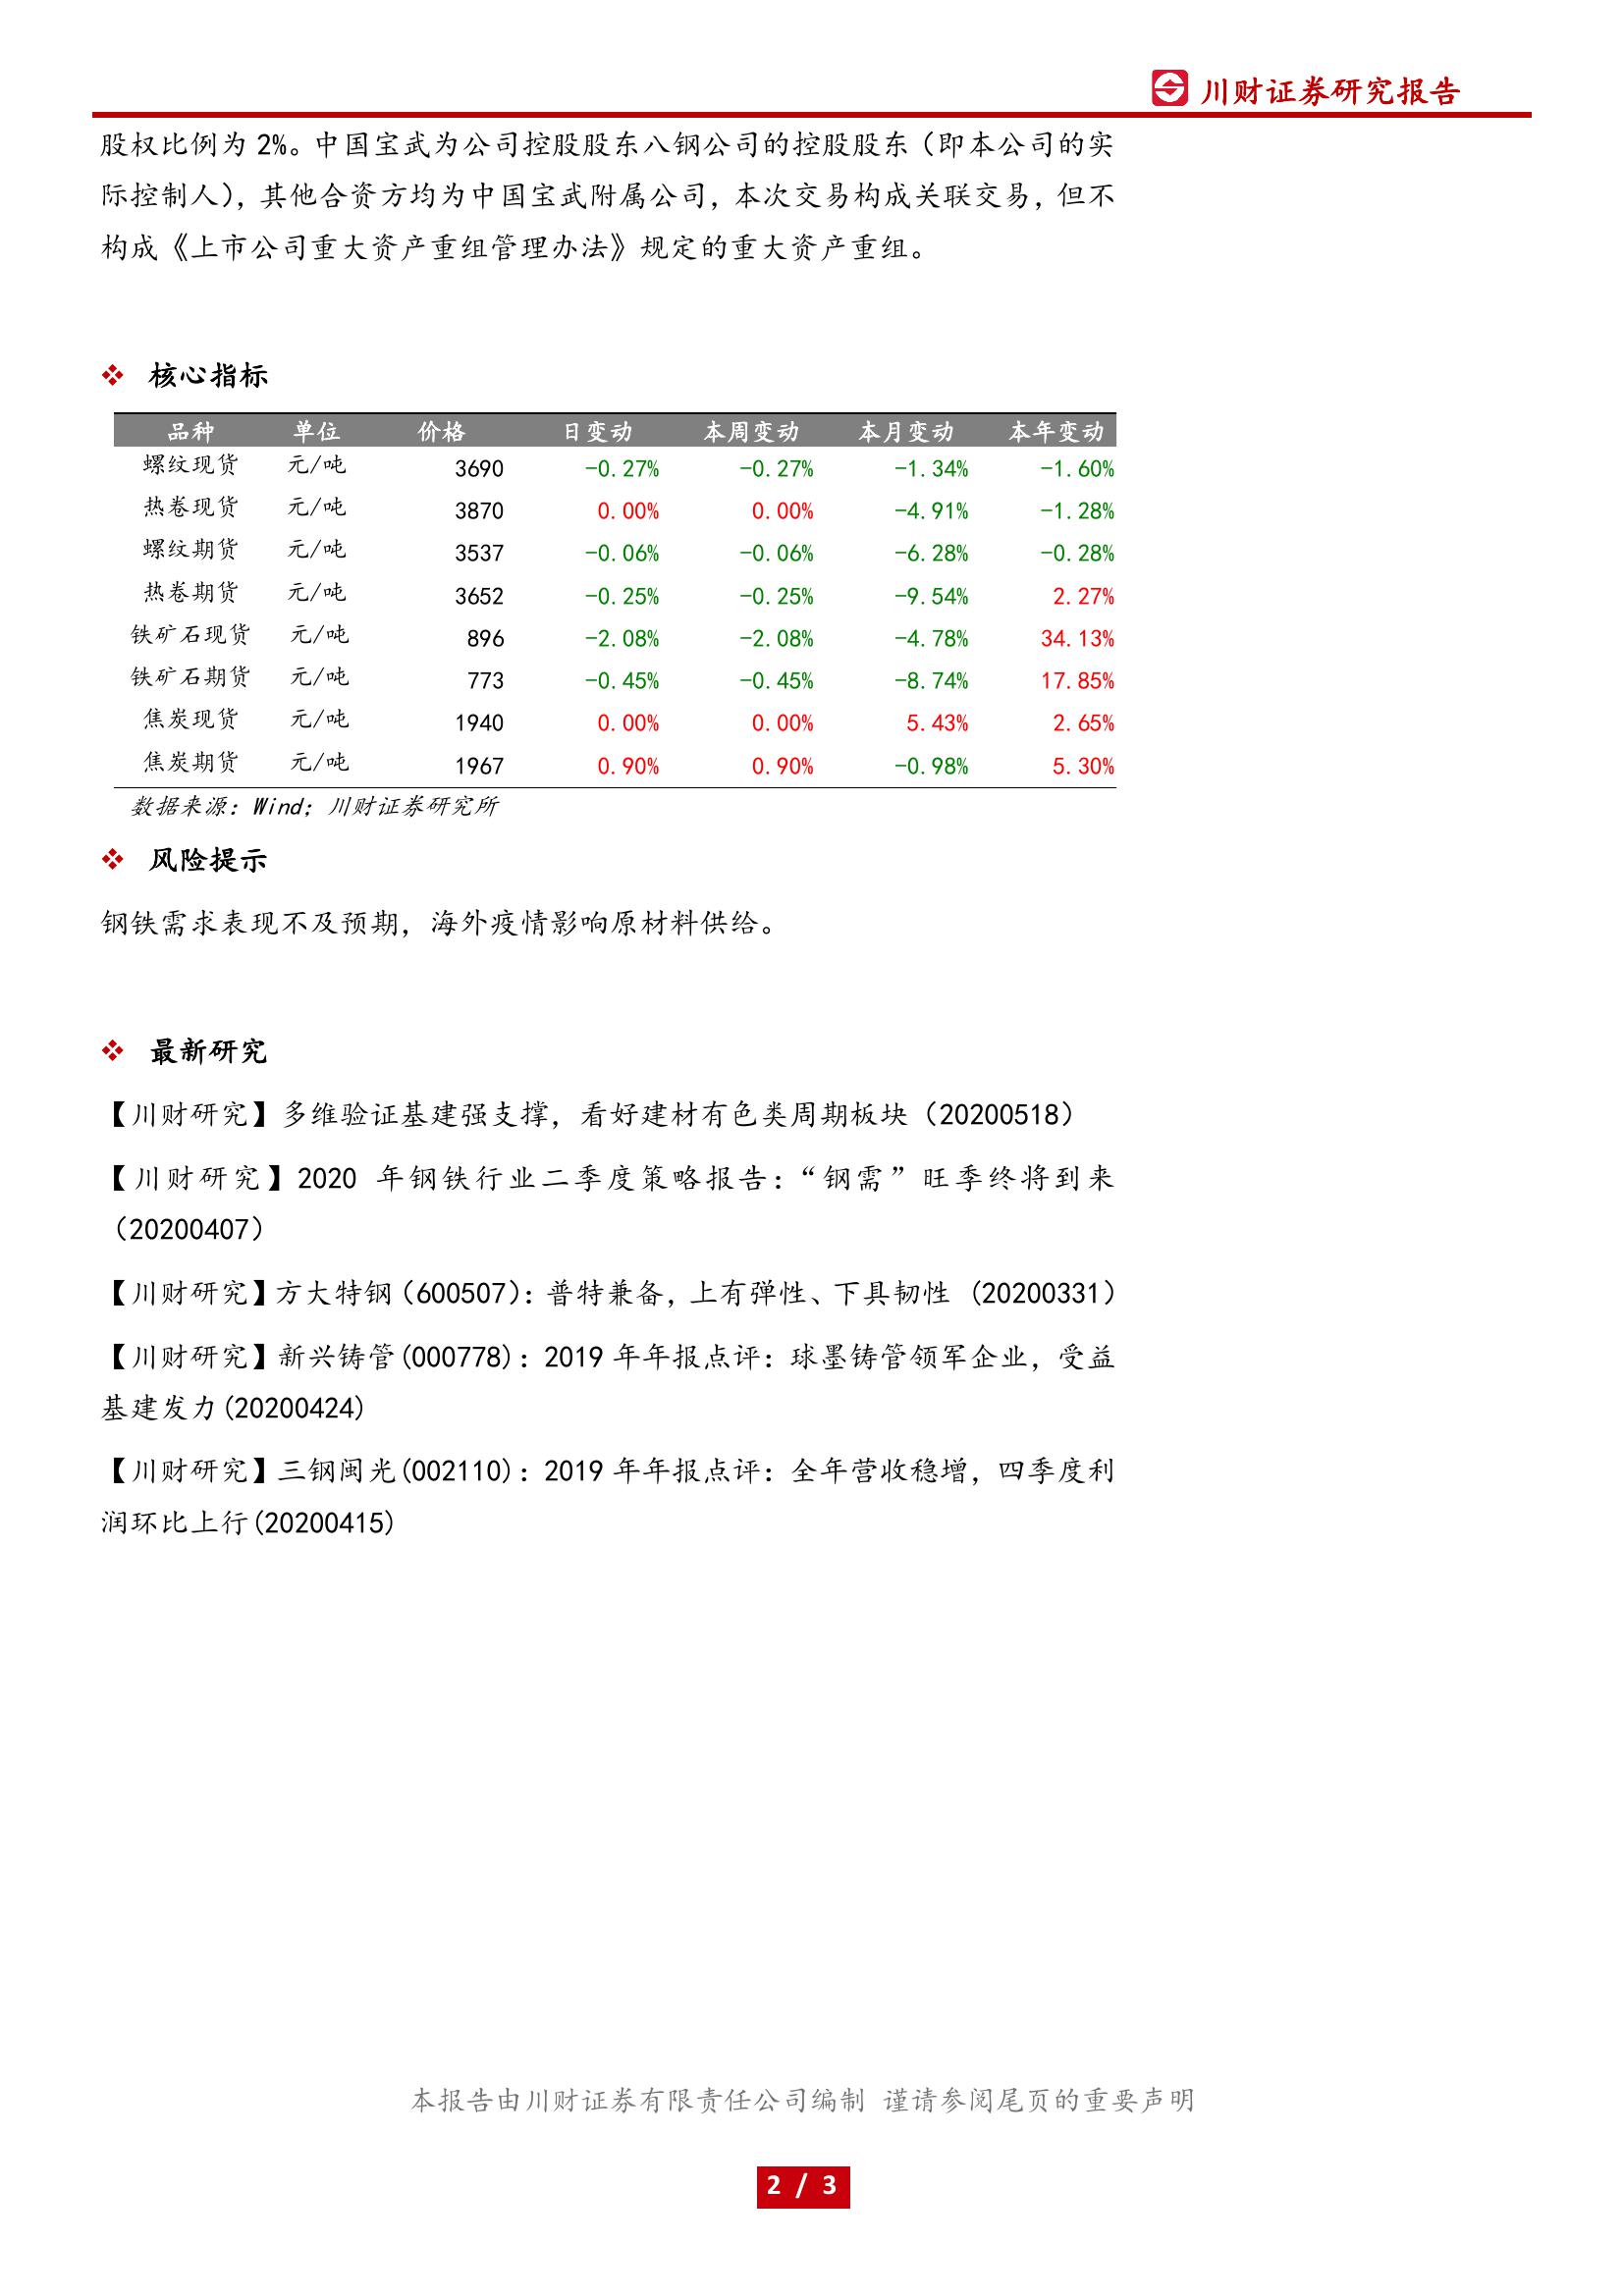 川财证券研究报告
股权比例为 2%。中国宝武为公司控股股东八钢公司的控股股东（即本公司的实
际控制人），其他合资方均为中国宝武附属公司，本次交易构成关联交易，但不
构成《上市公司重大资产重组管理办法》规定的重大资产重组。
❖ 核心指标
品种 单位 价格 日变动 本周变动 本月变动 本年变动
螺纹现货 元/吨 3690 -0.27% -0.27% -1.34% -1.60%
热卷现货 元/吨 3870 0.00% 0.00% -4.91% -1.28%
螺纹期货 元/吨 3537 -0.06% -0.06% -6.28% -0.28%
热卷期货 元/吨 3652 -0.25% -0.25% -9.54% 2.27%
铁矿石现货 元/吨 896 -2.08% -2.08% -4.78% 34.13%
铁矿石期货 元/吨 773 -0.45% -0.45% -8.74% 17.85%
焦炭现货 元/吨 1940 0.00% 0.00% 5.43% 2.65%
焦炭期货 元/吨 1967 0.90% 0.90% -0.98% 5.30%
数据来源：Wind；川财证券研究所
❖ 风险提示
钢铁需求表现不及预期，海外疫情影响原材料供给。
❖ 最新研究
【川财研究】多维验证基建强支撑，看好建材有色类周期板块（20200518）
【川财研究】2020 年钢铁行业二季度策略报告：“钢需”旺季终将到来
（20200407）
【川财研究】方大特钢（600507）：普特兼备，上有弹性、下具韧性 (20200331）
【川财研究】新兴铸管(000778)：2019 年年报点评：球墨铸管领军企业，受益
基建发力(20200424)
【川财研究】三钢闽光(002110)：2019 年年报点评：全年营收稳增，四季度利
润环比上行(20200415)
本报告由川财证券有限责任公司编制 谨请参阅尾页的重要声明
2 / 3